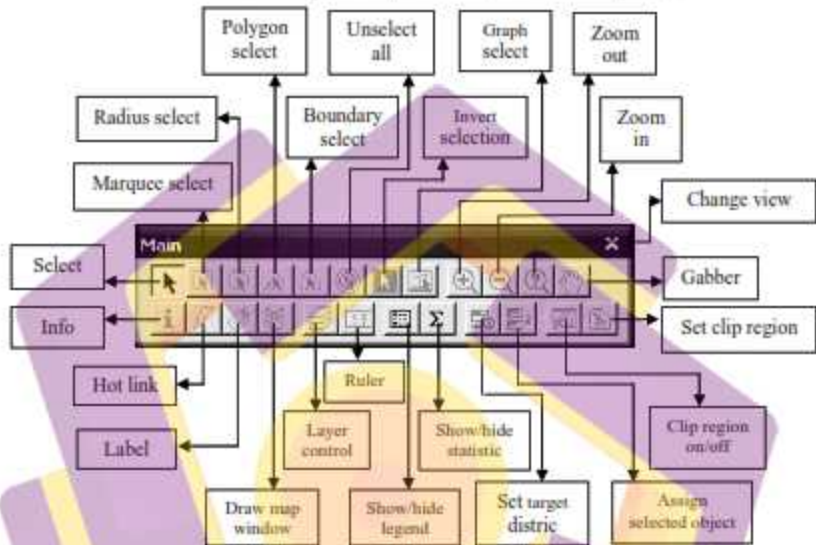 Polygon
select
Unselect
all
Graph
select
Zoom
out
Radius select
Boundary
select
Invert
selection
Zoom
in
Marquee select
Change view
Main
Select
Gabber
Info
Set clip region
Hot link
Ruler
Label
Layer
control
Show/hide
statistic
Clip region
on/off
Draw map
window
Show/hide
legend
Set target
distric
Assign
selected object